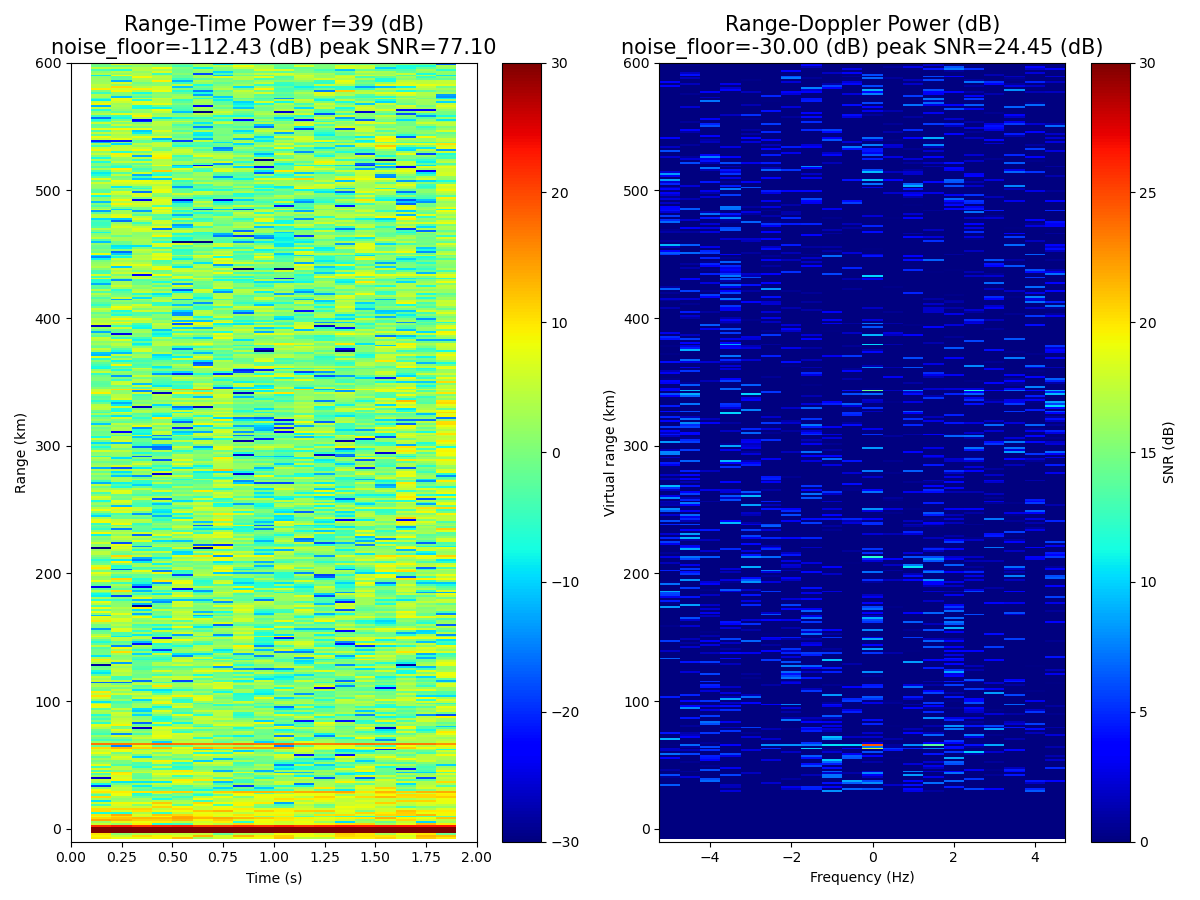 Range-Time Power f=39 (dB)
noise_floor=-112.43 (dB) peak SNR=77.10
600
500
400
300
200
100
0
Range (km)
0.00 0.25 0.50 0.75 1.00 1.25 1.50 1.75 2.00
Time (s)
30
20
10
0
−10
−20
−30
Range-Doppler Power (dB)
noise_floor=-30.00 (dB) peak SNR=24.45 (dB)
600
500
400
300
200
100
0
Virtual range (km)
−4 −2 0 2 4
Frequency (Hz)
30
25
20
15
10
5
0
SNR (dB)